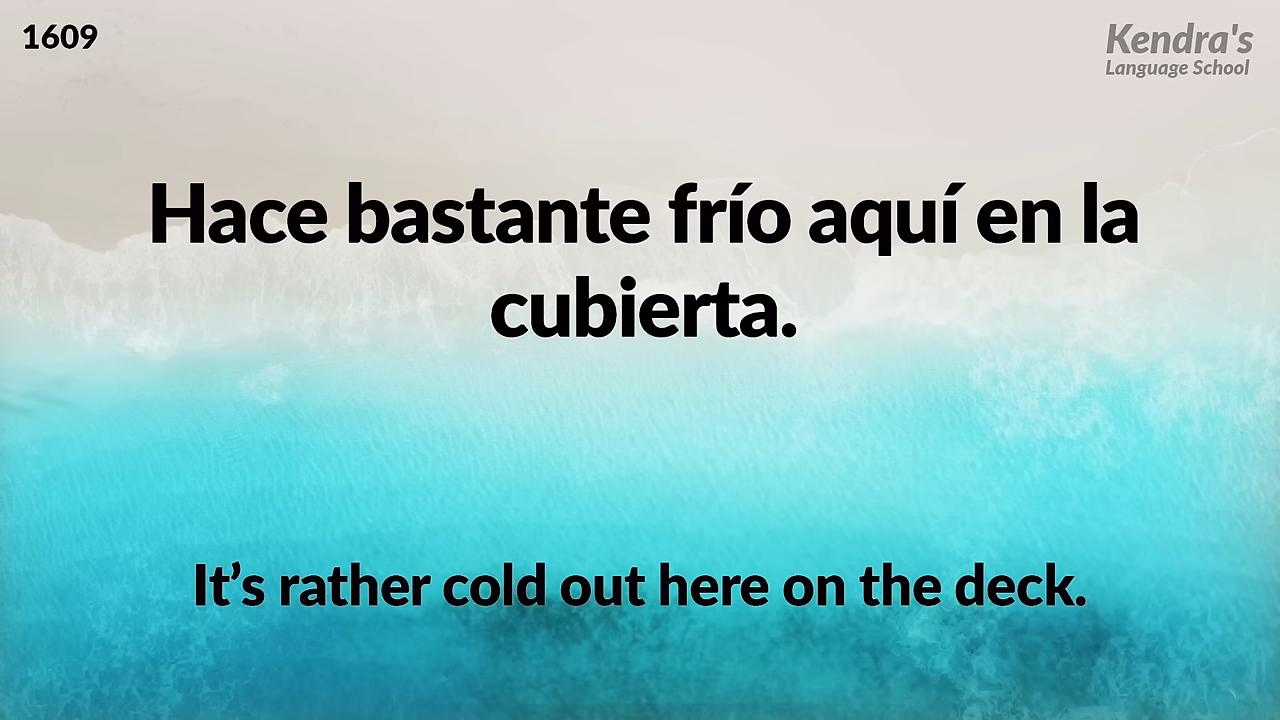 1609
Kendra's
Language School
Hace bastante frío aquí en la
cubierta.
It’s rather cold out here on the deck.